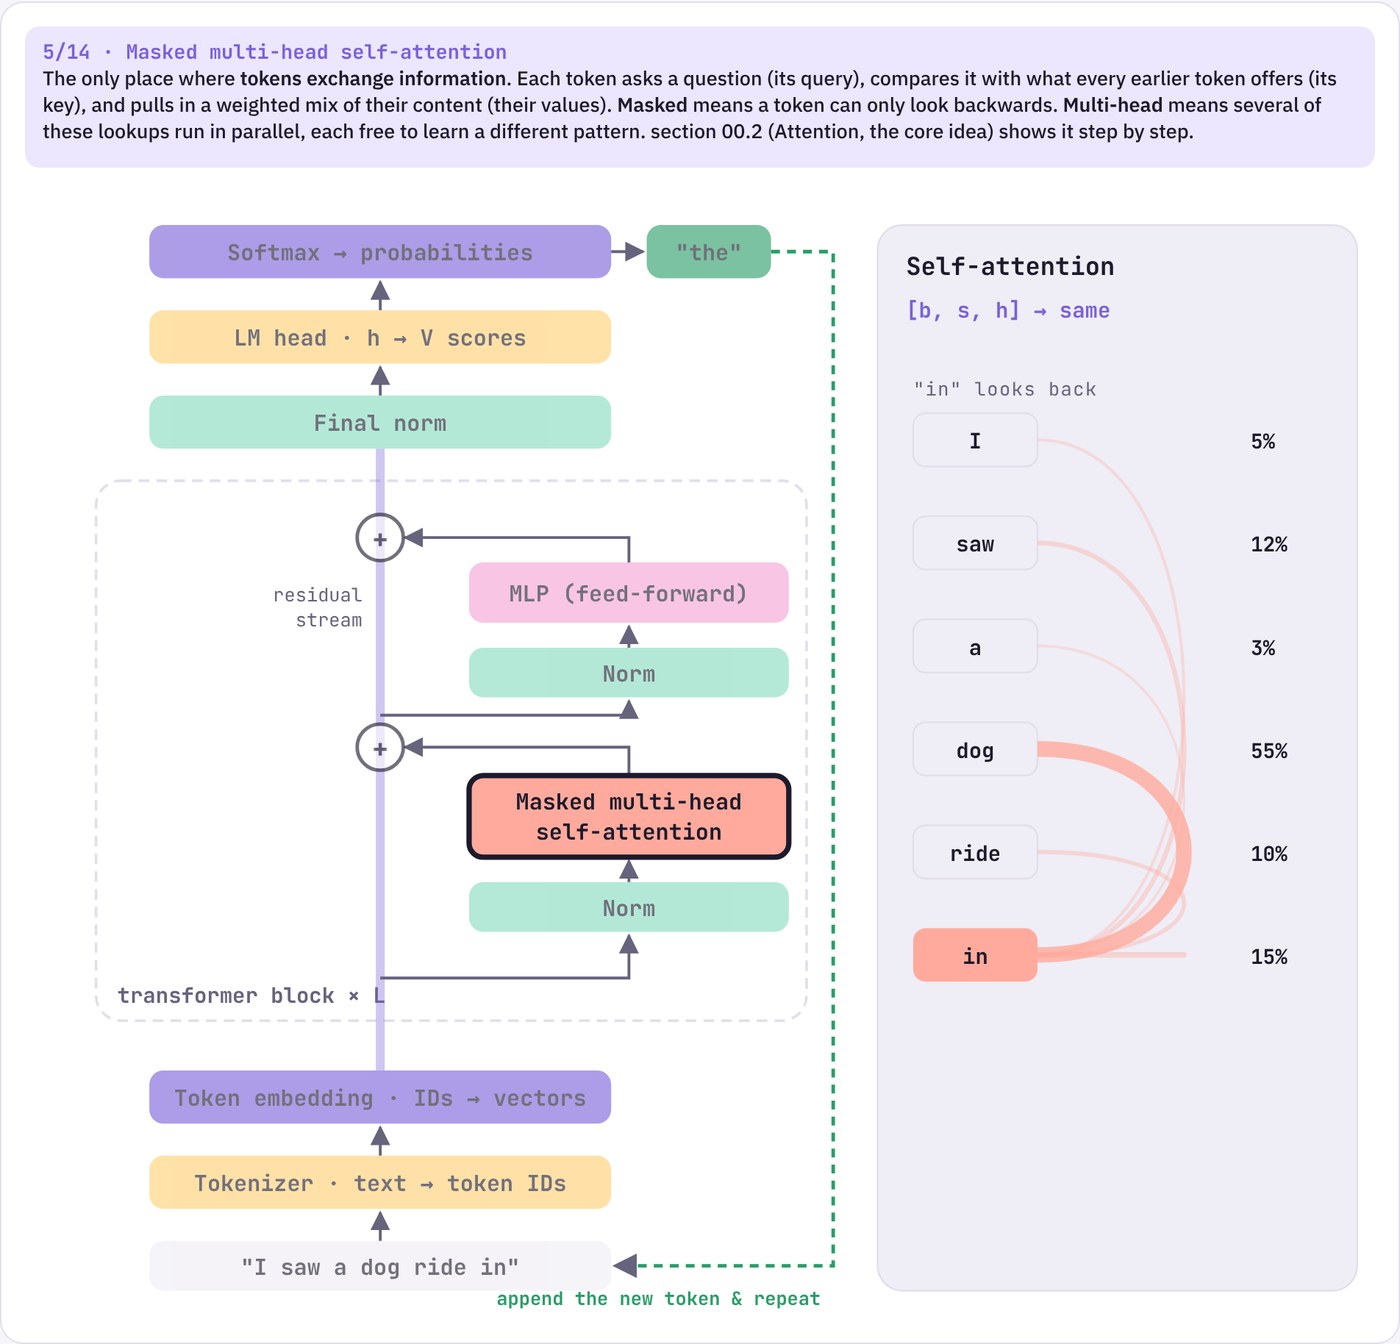 5/14 · Masked multi-head self-attention
The only place where tokens exchange information. Each token asks a question (its query), compares it with what every earlier token offers (its
key), and pulls in a weighted mix of their content (their values). Masked means a token can only look backwards. Multi-head means several of
these lookups run in parallel, each free to learn a different pattern. section 00.2 (Attention, the core idea) shows it step by step.
Softmax → probabilities
"the"
LM head · h → V scores
Final norm
+
residual
stream
MLP (feed-forward)
Norm
+
Masked multi-head
self-attention
Norm
transformer block × L
Token embedding · IDs → vectors
Tokenizer · text → token IDs
"I saw a dog ride in"
append the new token & repeat
Self-attention
[b, s, h] → same
"in" looks back
I 5%
saw 12%
a 3%
dog 55%
ride 10%
in 15%